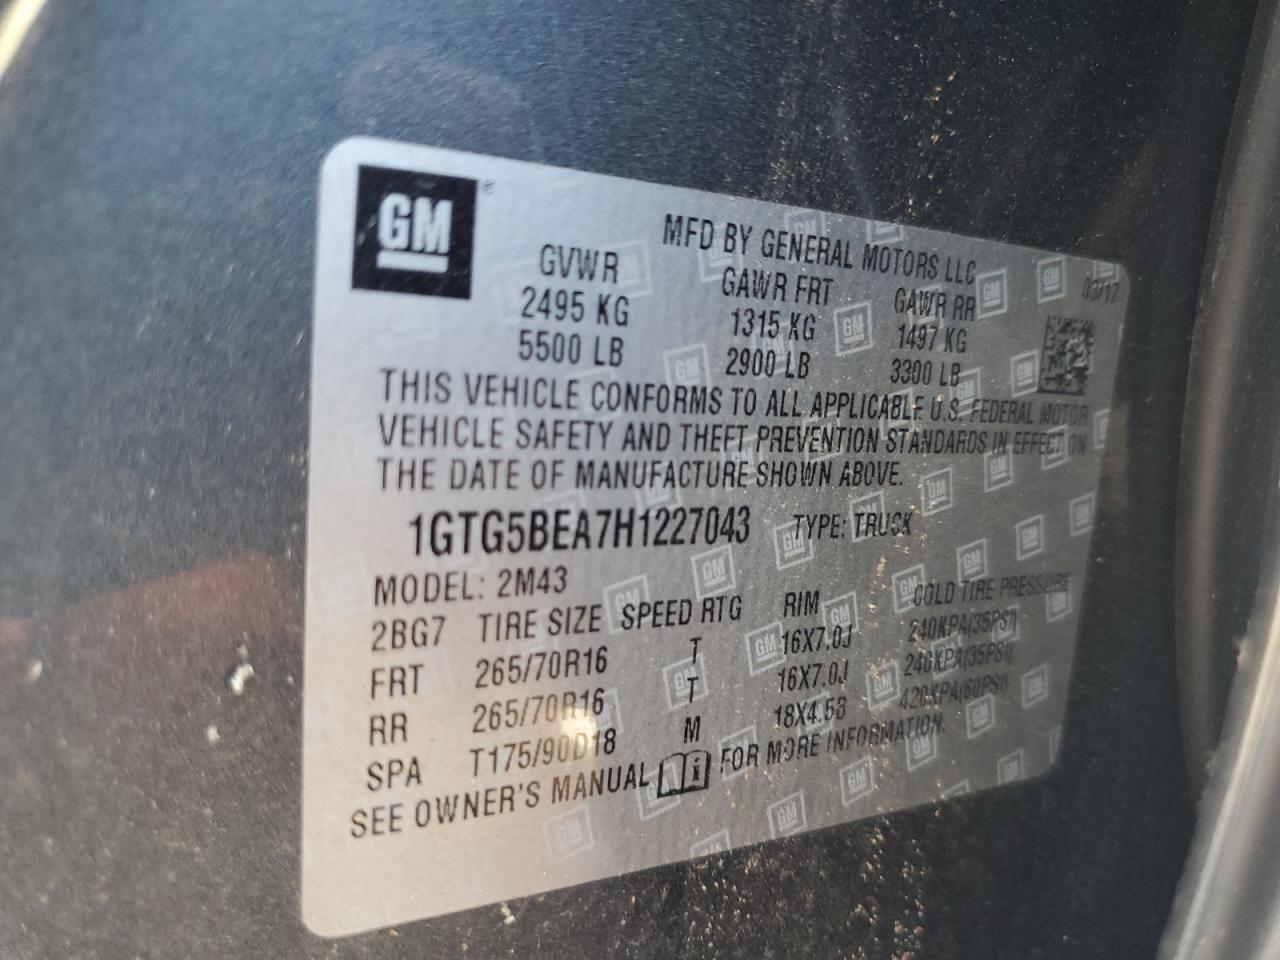 GM®
MFD BY GENERAL MOTORS LLC
03/17
GVWR GAWR FRT GAWR RR
2495 KG 1315 KG 1497 KG
5500 LB 2900 LB 3300 LB
THIS VEHICLE CONFORMS TO ALL APPLICABLE U.S. FEDERAL MOTOR
VEHICLE SAFETY AND THEFT PREVENTION STANDARDS IN EFFECT ON
THE DATE OF MANUFACTURE SHOWN ABOVE.
1GTG5BEA7H1227043 TYPE: TRUCK
MODEL: 2M43
2BG7 TIRE SIZE SPEED RTG RIM COLD TIRE PRESSURE
FRT 265/70R16 T 16X7.0J 240KPA(35PSI)
RR 265/70R16 T 16X7.0J 240KPA(35PSI)
SPA T175/90D18 M 18X4.5B 420KPA(60PSI)
SEE OWNER'S MANUAL FOR MORE INFORMATION.